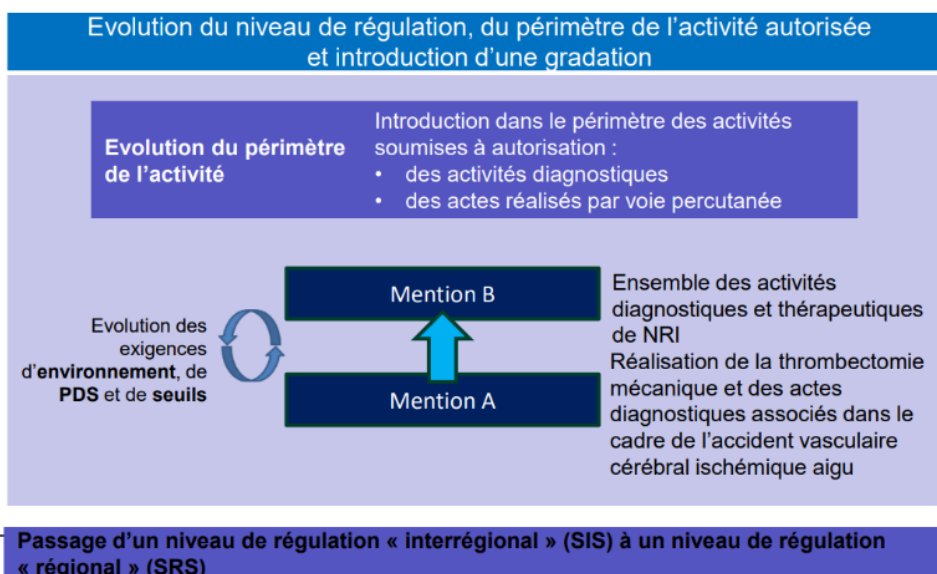 Evolution du niveau de régulation, du périmètre de l'activité autorisée
et introduction d'une gradation
Evolution du périmètre
de l'activité
Introduction dans le périmètre des activités
soumises à autorisation :
• des activités diagnostiques
• des actes réalisés par voie percutanée
Evolution des
exigences
d'environnement, de
PDS et de seuils
Mention B
Mention A
Ensemble des activités
diagnostiques et thérapeutiques
de NRI
Réalisation de la thrombectomie
mécanique et des actes
diagnostiques associés dans le
cadre de l'accident vasculaire
cérébral ischémique aigu
Passage d'un niveau de régulation « interrégional » (SIS) à un niveau de régulation
« régional » (SRS)